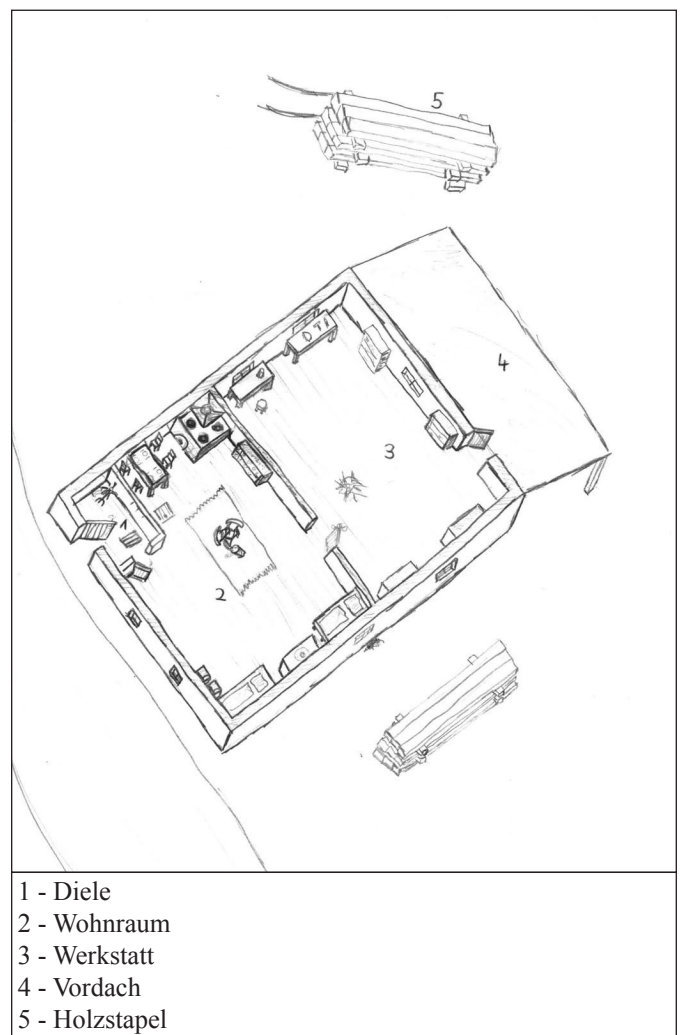 5
4
3
1
2
1 - Diele
2 - Wohnraum
3 - Werkstatt
4 - Vordach
5 - Holzstapel